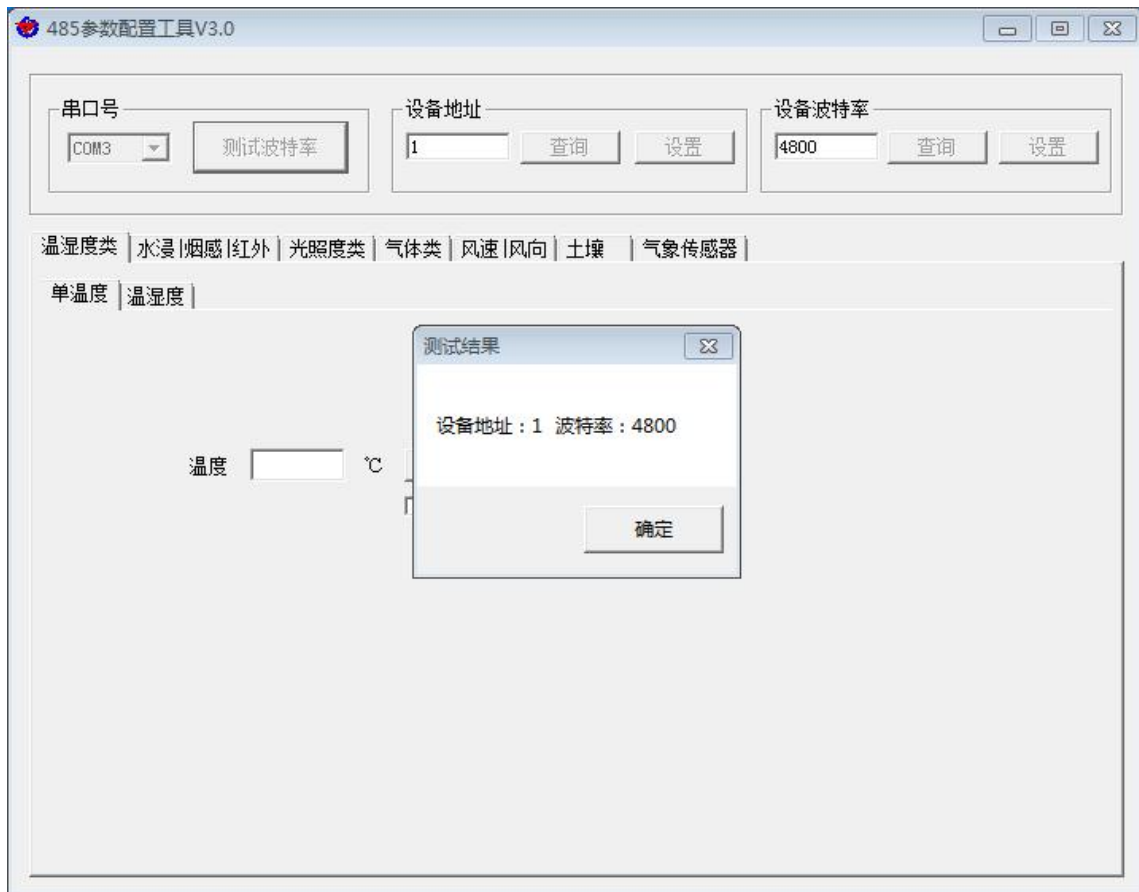 485参数配置工具V3.0
串口号
COM3
测试波特率
设备地址
1
查询
设置
设备波特率
4800
查询
设置
温湿度类 水浸|烟感|红外 光照度类 气体类 风速|风向 土壤 气象传感器
单温度 温湿度
测试结果
设备地址：1 波特率：4800
温度 ℃
确定